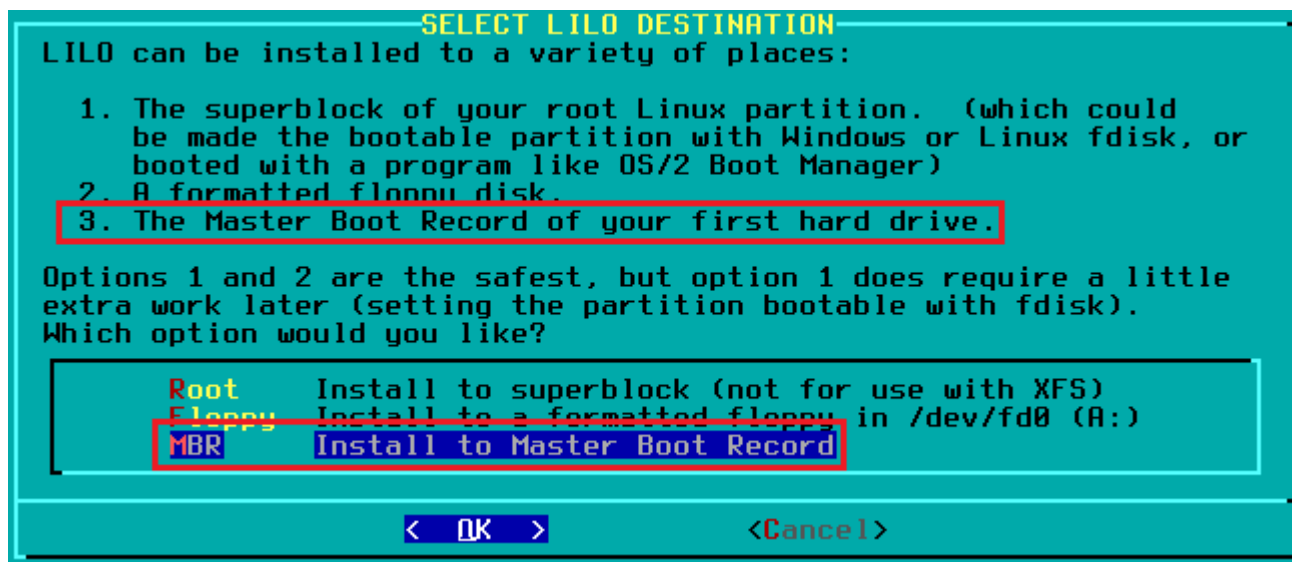 SELECT LILO DESTINATION
LILO can be installed to a variety of places:
1. The superblock of your root Linux partition. (which could
be made the bootable partition with Windows or Linux fdisk, or
booted with a program like OS/2 Boot Manager)
2. A formatted floppy disk.
3. The Master Boot Record of your first hard drive.
Options 1 and 2 are the safest, but option 1 does require a little
extra work later (setting the partition bootable with fdisk).
Which option would you like?
Root Install to superblock (not for use with XFS)
Floppy Install to a formatted floppy in /dev/fd0 (A:)
MBR Install to Master Boot Record
< OK > <Cancel>